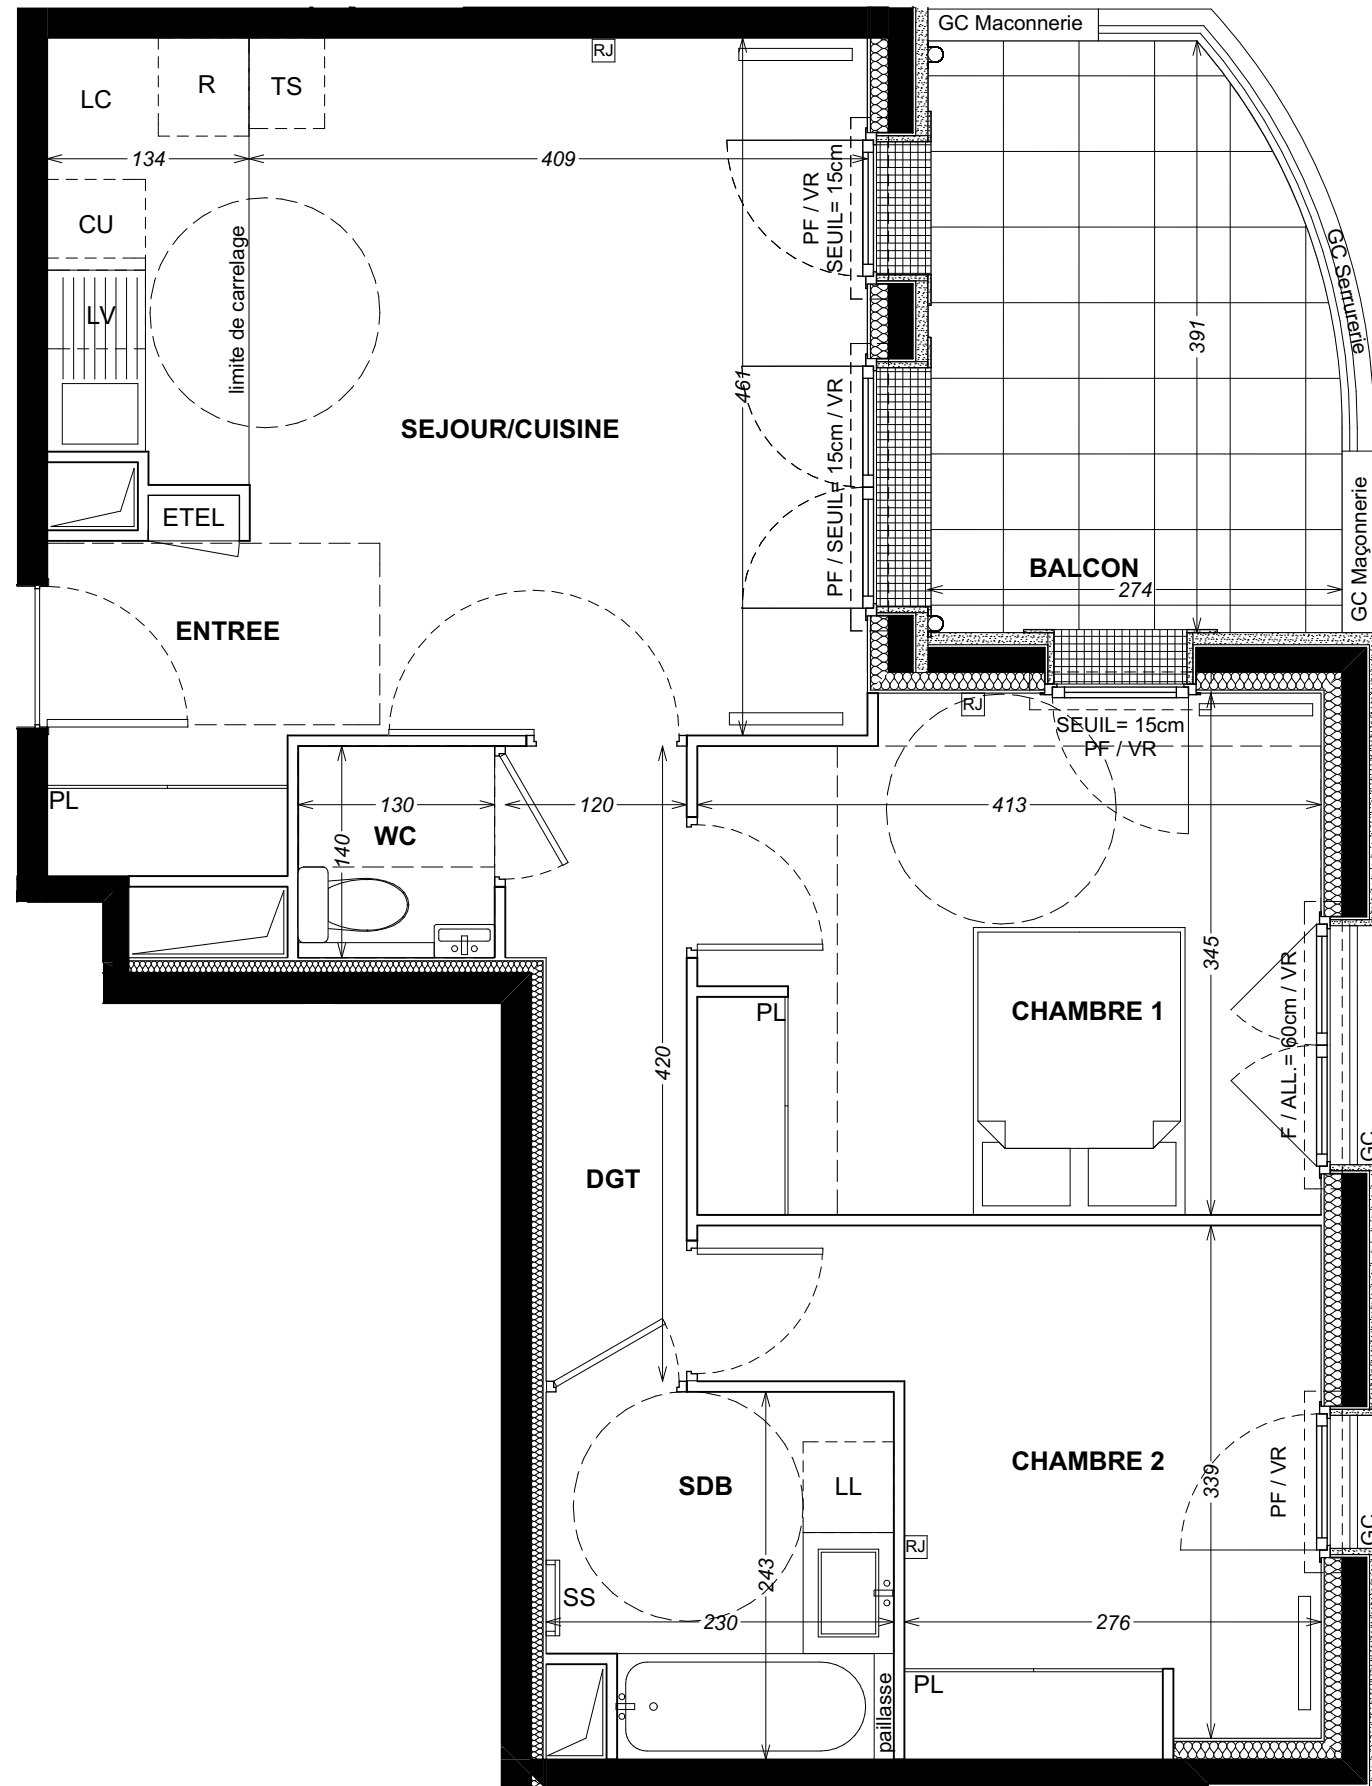 GC Maconnerie
RJ
LC
R
TS
134
409
PF / VR
SEUIL= 15cm
CU
limite de carrelage
GC Serrurerie
LV
391
461
SEJOUR/CUISINE
PF / SEUIL= 15cm / VR
ETEL
GC Maçonnerie
BALCON
274
ENTREE
RJ
SEUIL= 15cm
PF / VR
PL
130
120
413
WC
140
345
PL
CHAMBRE 1
F / ALL.= 60cm / VR
420
GC
DGT
CHAMBRE 2
339
PF / VR
SDB
LL
GC
RJ
243
SS
230
276
PL
paillasse